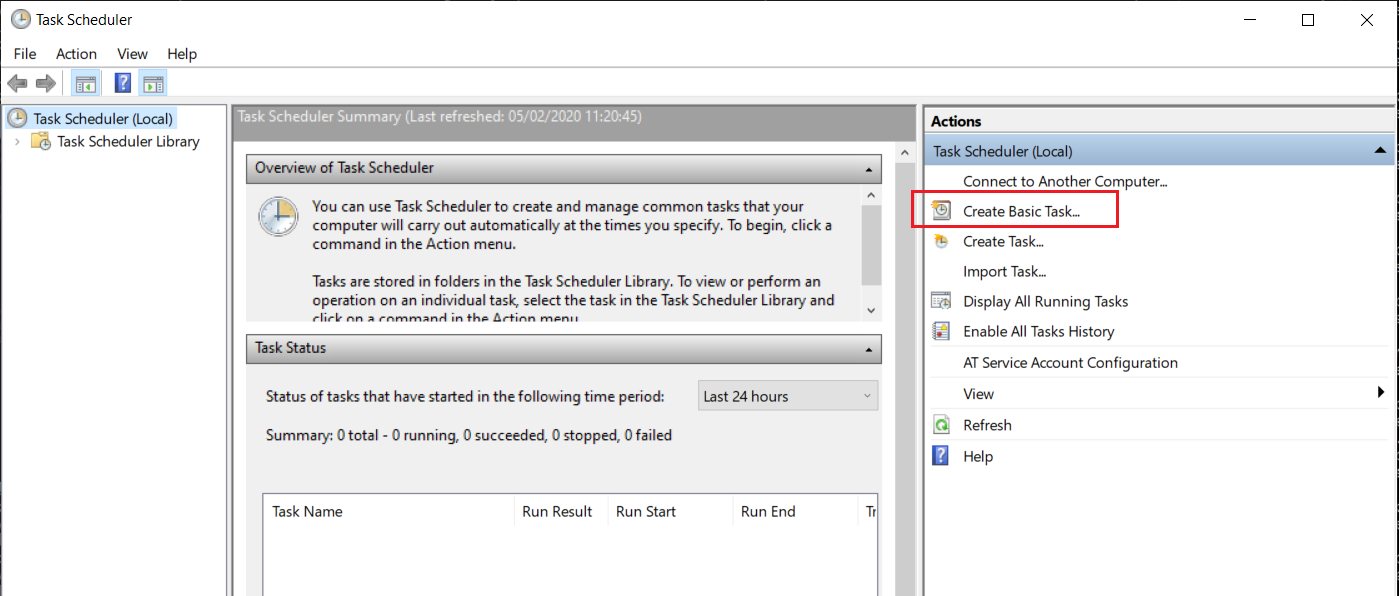 Task Scheduler
File Action View Help
Task Scheduler (Local)
Task Scheduler Library
Task Scheduler Summary (Last refreshed: 05/02/2020 11:20:45)
Overview of Task Scheduler
You can use Task Scheduler to create and manage common tasks that your
computer will carry out automatically at the times you specify. To begin, click a
command in the Action menu.
Tasks are stored in folders in the Task Scheduler Library. To view or perform an
operation on an individual task, select the task in the Task Scheduler Library and
click on a command in the Action menu.
Task Status
Status of tasks that have started in the following time period: Last 24 hours
Summary: 0 total - 0 running, 0 succeeded, 0 stopped, 0 failed
Task Name Run Result Run Start Run End Tr
Actions
Task Scheduler (Local)
Connect to Another Computer...
Create Basic Task...
Create Task...
Import Task...
Display All Running Tasks
Enable All Tasks History
AT Service Account Configuration
View
Refresh
Help